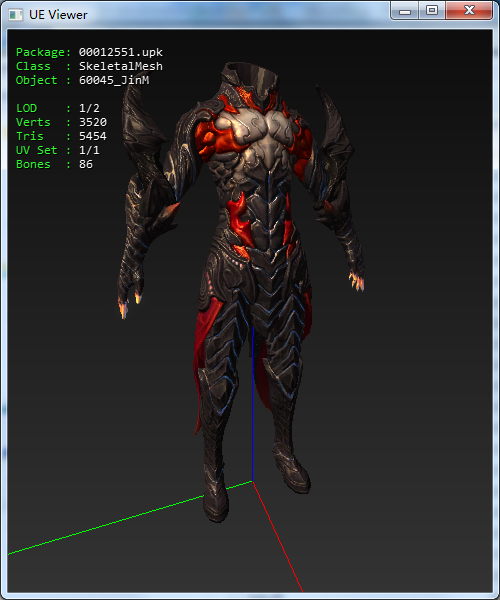 UE Viewer
Package: 00012551.upk
Class : SkeletalMesh
Object : 60045_JinM
LOD : 1/2
Verts : 3520
Tris : 5454
UV Set : 1/1
Bones : 86